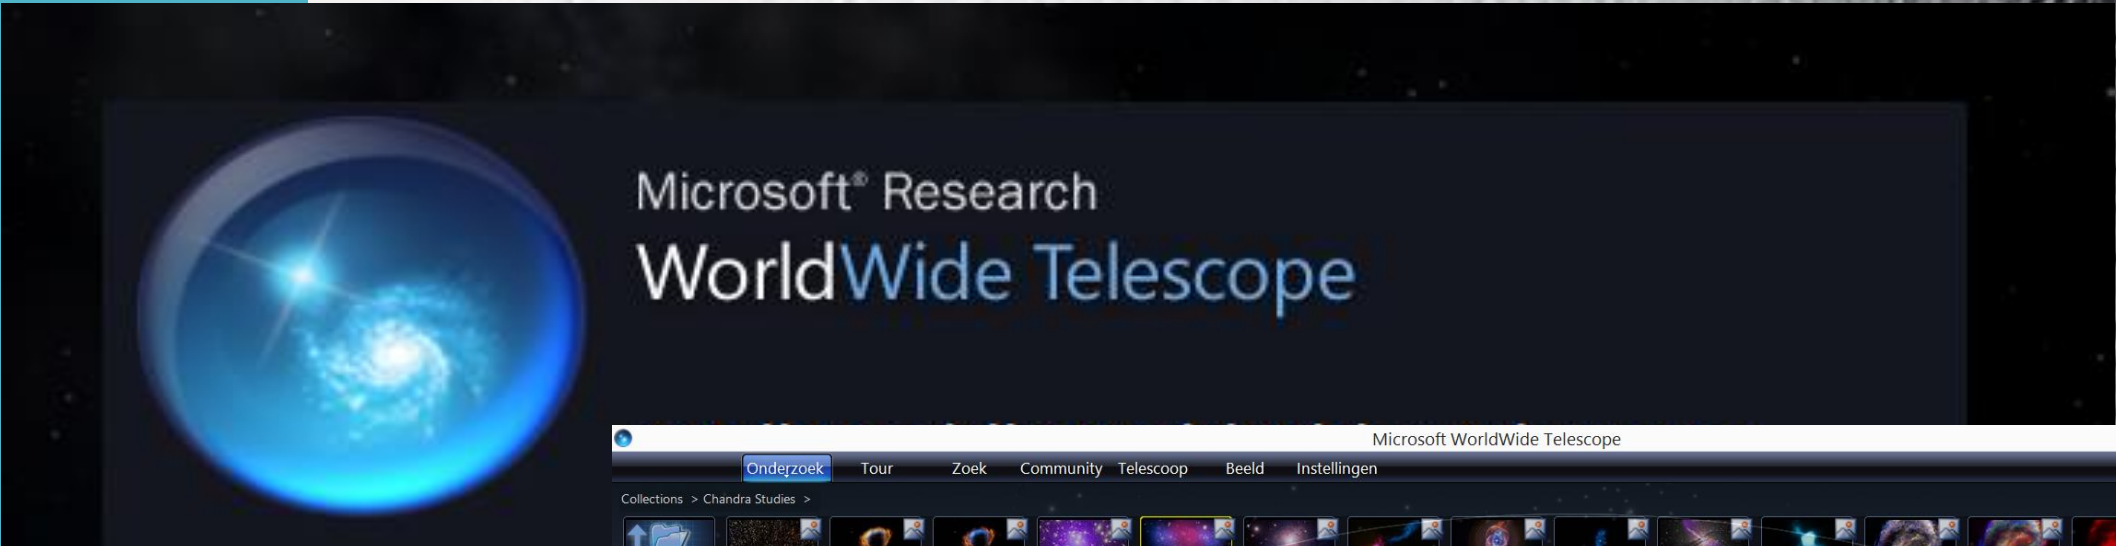 Microsoft® Research
WorldWide Telescope
Microsoft WorldWide Telescope
Onderzoek Tour Zoek Community Telescoop Beeld Instellingen
Collections > Chandra Studies >